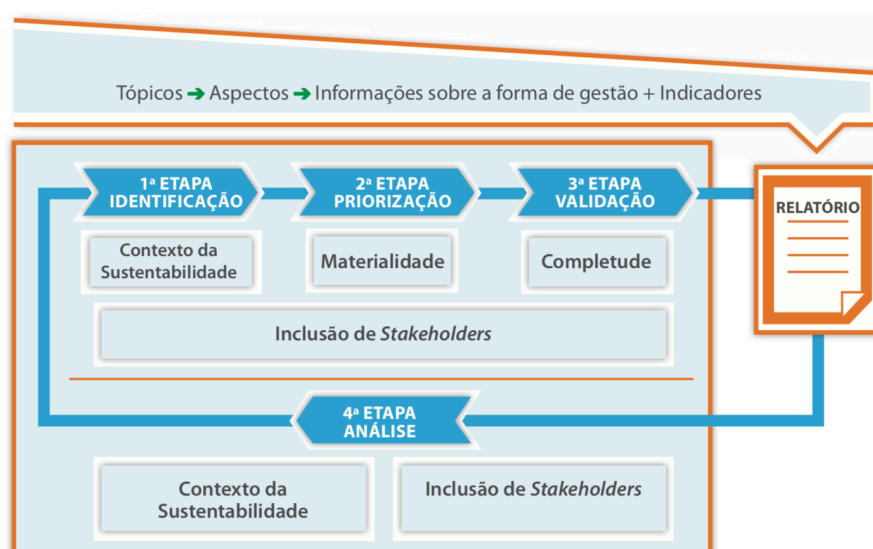 Tópicos ➔ Aspectos ➔ Informações sobre a forma de gestão + Indicadores
1ª ETAPA
IDENTIFICAÇÃO
2ª ETAPA
PRIORIZAÇÃO
3ª ETAPA
VALIDAÇÃO
RELATÓRIO
Contexto da
Sustentabilidade
Materialidade
Completude
Inclusão de Stakeholders
4ª ETAPA
ANÁLISE
Contexto da
Sustentabilidade
Inclusão de Stakeholders